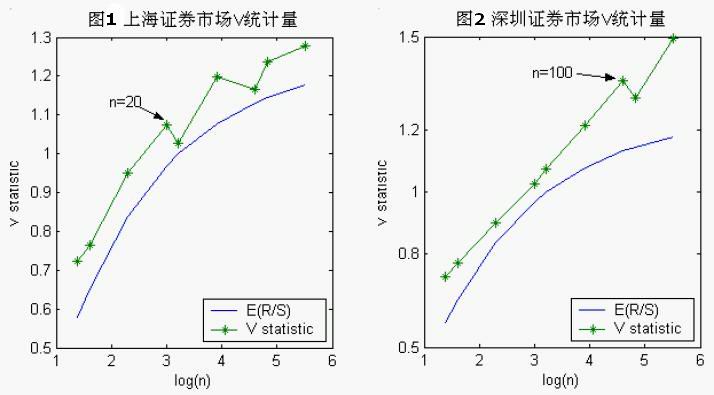 图1 上海证券市场V统计量
1.3
1.2
1.1
1
0.9
0.8
0.7
0.6
0.5
V statistic
n=20
E(R/S)
V statistic
1 2 3 4 5 6
log(n)
图2 深圳证券市场V统计量
1.5
1.2
1
0.8
0.5
V statistic
n=100
E(R/S)
V statistic
1 2 3 4 5 6
log(n)